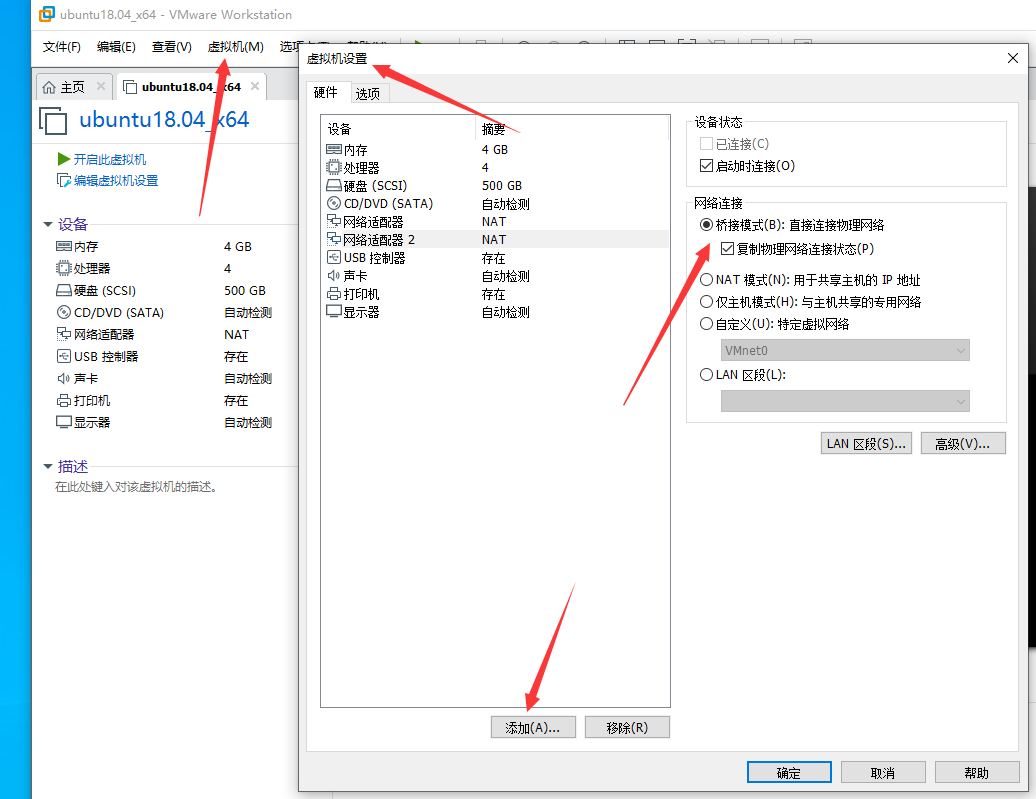 ubuntu18.04_x64 - VMware Workstation
文件(F) 编辑(E) 查看(V) 虚拟机(M)
主页 ubuntu18.04_x64
ubuntu18.04_x64
开启此虚拟机
编辑虚拟机设置
设备
内存 4 GB
处理器 4
硬盘 (SCSI) 500 GB
CD/DVD (SATA) 自动检测
网络适配器 NAT
USB 控制器 存在
声卡 自动检测
打印机 存在
显示器 自动检测
描述
在此处键入对该虚拟机的描述。
虚拟机设置
硬件 选项
设备 摘要
内存 4 GB
处理器 4
硬盘 (SCSI) 500 GB
CD/DVD (SATA) 自动检测
网络适配器 NAT
网络适配器 2 NAT
USB 控制器 存在
声卡 自动检测
打印机 存在
显示器 自动检测
添加(A)... 移除(R)
设备状态
已连接(C)
启动时连接(O)
网络连接
桥接模式(B): 直接连接物理网络
复制物理网络连接状态(P)
NAT 模式(N): 用于共享主机的 IP 地址
仅主机模式(H): 与主机共享的专用网络
自定义(U): 特定虚拟网络
VMnet0
LAN 区段(L):
LAN 区段(S)... 高级(V)...
确定 取消 帮助